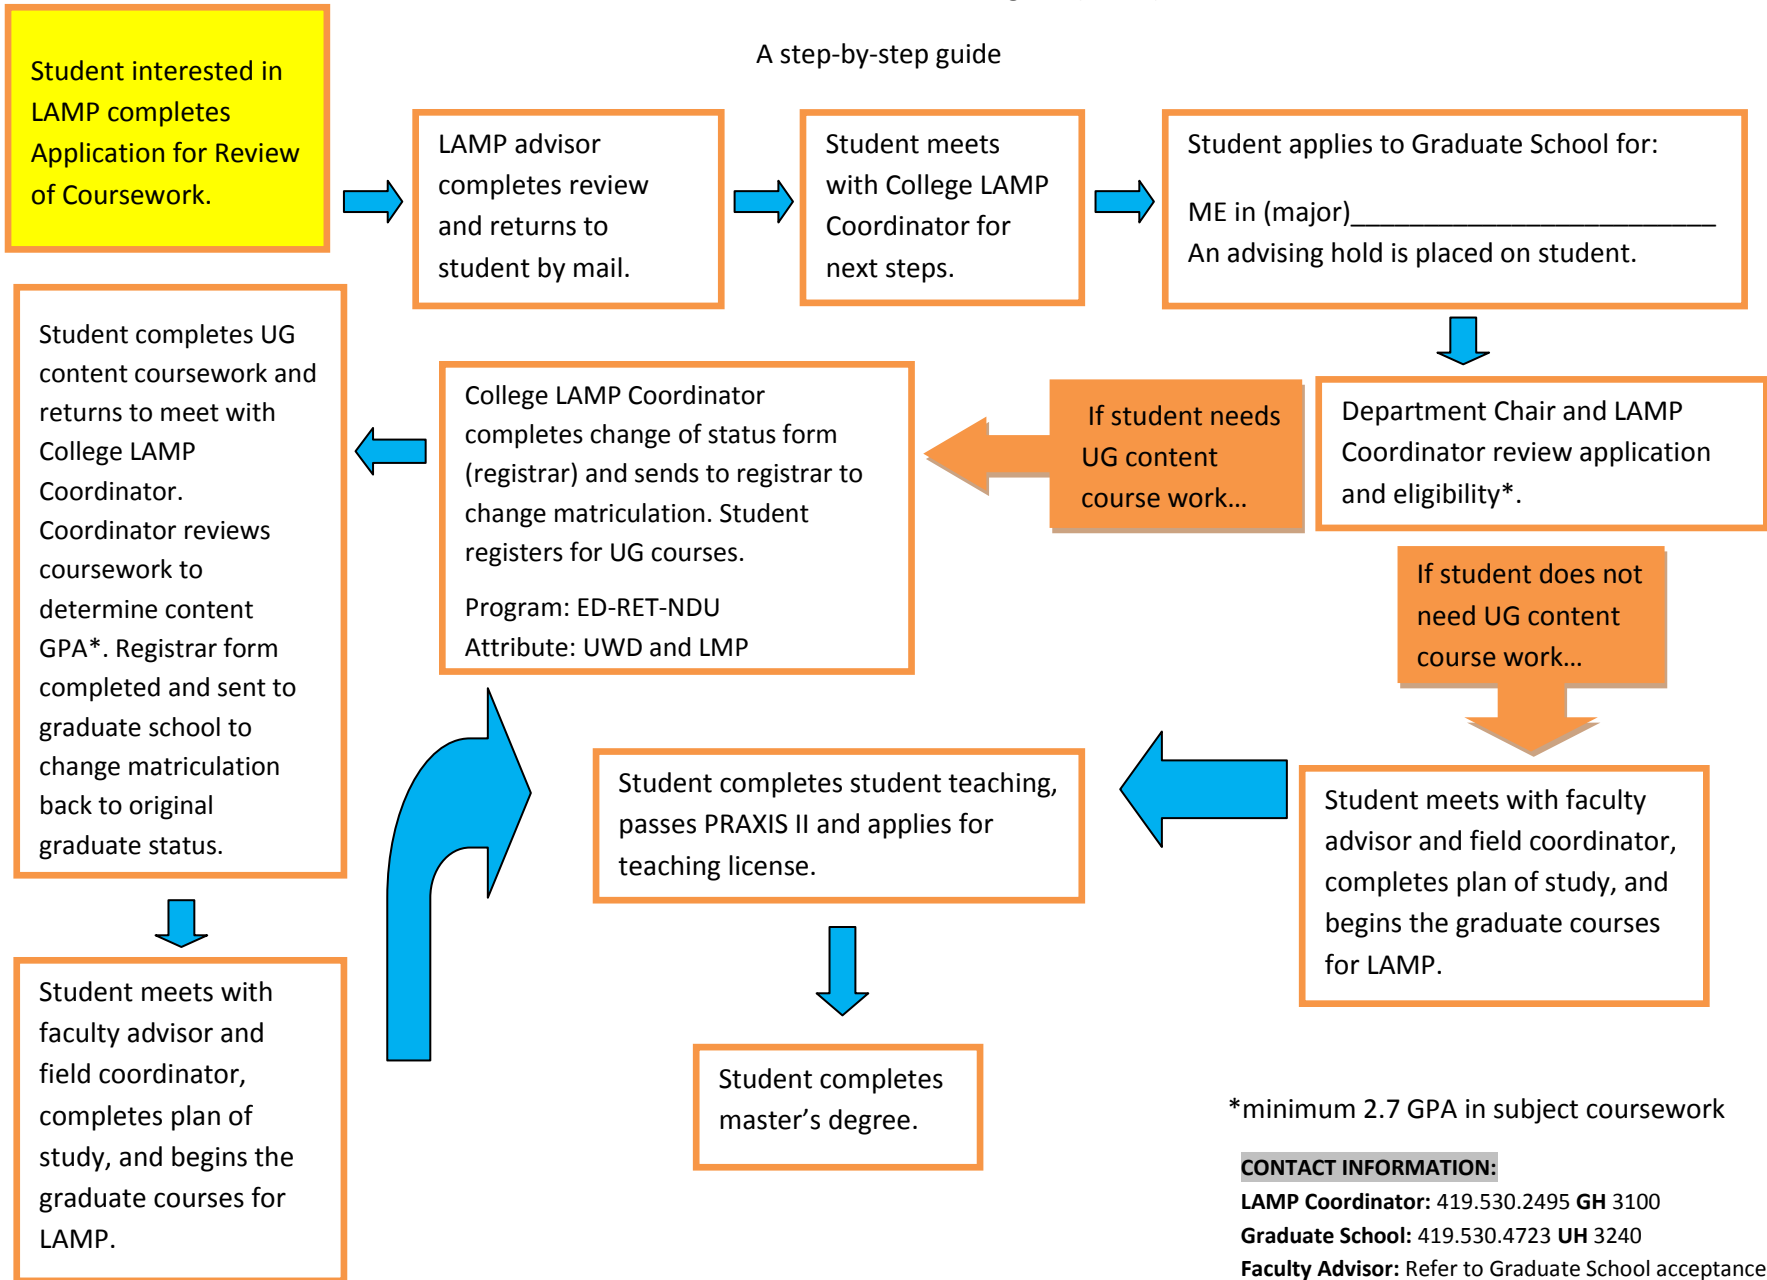 A step-by-step guide
Student interested in
LAMP completes
Application for Review
of Coursework.
LAMP advisor
completes review
and returns to
student by mail.
Student meets
with College LAMP
Coordinator for
next steps.
Student applies to Graduate School for:
ME in (major)_________________________
An advising hold is placed on student.
Department Chair and LAMP
Coordinator review application
and eligibility*.
If student needs
UG content
course work…
College LAMP Coordinator
completes change of status form
(registrar) and sends to registrar to
change matriculation. Student
registers for UG courses.
Program: ED-RET-NDU
Attribute: UWD and LMP
Student completes UG
content coursework and
returns to meet with
College LAMP
Coordinator.
Coordinator reviews
coursework to
determine content
GPA*. Registrar form
completed and sent to
graduate school to
change matriculation
back to original
graduate status.
Student meets with
faculty advisor and
field coordinator,
completes plan of
study, and begins the
graduate courses for
LAMP.
If student does not
need UG content
course work…
Student meets with faculty
advisor and field coordinator,
completes plan of study, and
begins the graduate courses
for LAMP.
Student completes student teaching,
passes PRAXIS II and applies for
teaching license.
Student completes
master’s degree.
*minimum 2.7 GPA in subject coursework
CONTACT INFORMATION:
LAMP Coordinator: 419.530.2495 GH 3100
Graduate School: 419.530.4723 UH 3240
Faculty Advisor: Refer to Graduate School acceptance